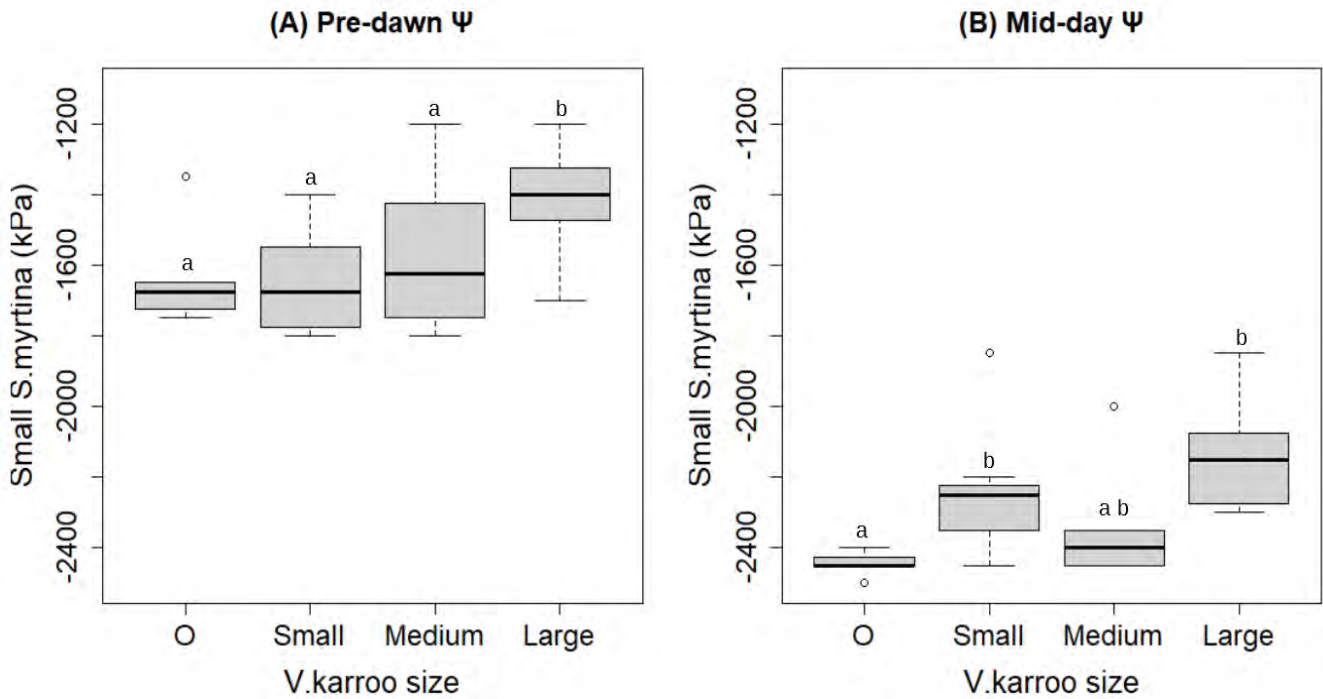 (A) Pre-dawn Ψ
Small S.myrtina (kPa)
-1200
-1600
-2000
-2400
a
a
a
b
O Small Medium Large
V.karroo size
(B) Mid-day Ψ
Small S.myrtina (kPa)
-1200
-1600
-2000
-2400
a
b
a b
b
O Small Medium Large
V.karroo size